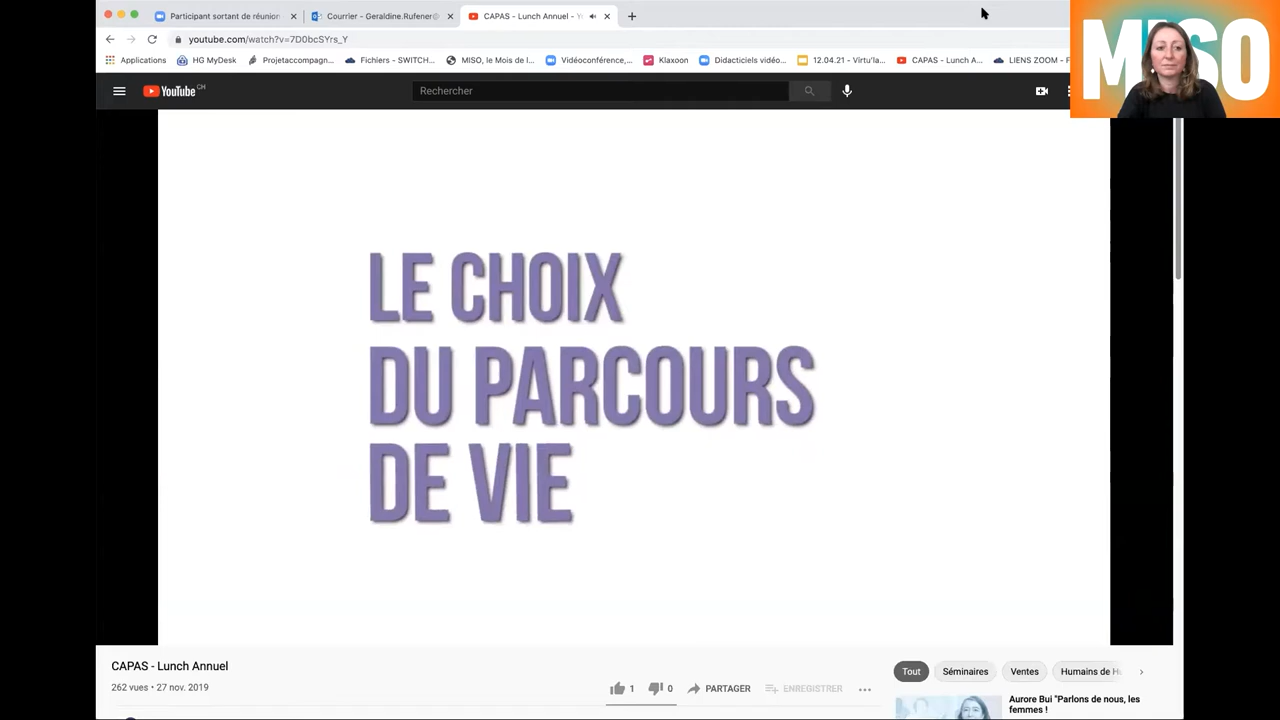 Participant sortant de réunion
Courrier - Geraldine.Rufener@
CAPAS - Lunch Annuel - Y
youtube.com/watch?v=7D0bcSYrs_Y
Applications
HG MyDesk
Projetaccompagn...
Fichiers - SWITCH...
MISO, le Mois de l...
Vidéoconférence,...
Klaxoon
Didacticiels vidéo...
12.04.21 - Virtu'la...
CAPAS - Lunch A...
LIENS ZOOM - F
MISO
YouTube CH
Rechercher
LE CHOIX
DU PARCOURS
DE VIE
CAPAS - Lunch Annuel
262 vues • 27 nov. 2019
1
0
PARTAGER
ENREGISTRER
Tout
Séminaires
Ventes
Humains de H
Aurore Bui "Parlons de nous, les
femmes !